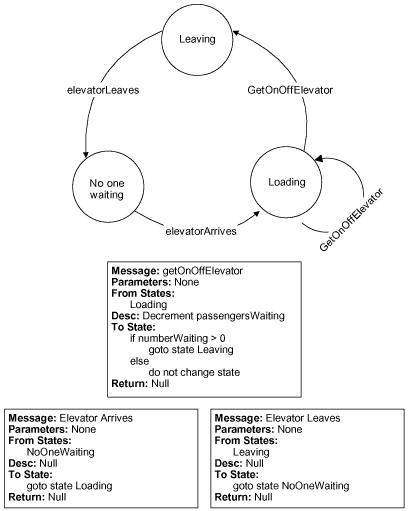 Leaving
elevatorLeaves
GetOnOffElevator
No one
waiting
Loading
elevatorArrives
GetOnOffElevator
Message: getOnOffElevator
Parameters: None
From States:
Loading
Desc: Decrement passengersWaiting
To State:
if numberWaiting > 0
goto state Leaving
else
do not change state
Return: Null
Message: Elevator Arrives
Parameters: None
From States:
NoOneWaiting
Desc: Null
To State:
goto state Loading
Return: Null
Message: Elevator Leaves
Parameters: None
From States:
Leaving
Desc: Null
To State:
goto state NoOneWaiting
Return: Null